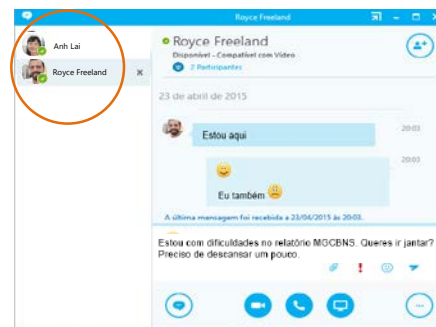 Royce Freeland
Anh Lai
Royce Freeland
Royce Freeland
Disponível - Compatível com Vídeo
2 Participantes
23 de abril de 2015
Estou aqui
20:03
20:03
Eu também
A última mensagem foi recebida a 23/04/2015 às 20:03.
Estou com dificuldades no relatório MGCBNS. Queres ir jantar?
Preciso de descansar um pouco.